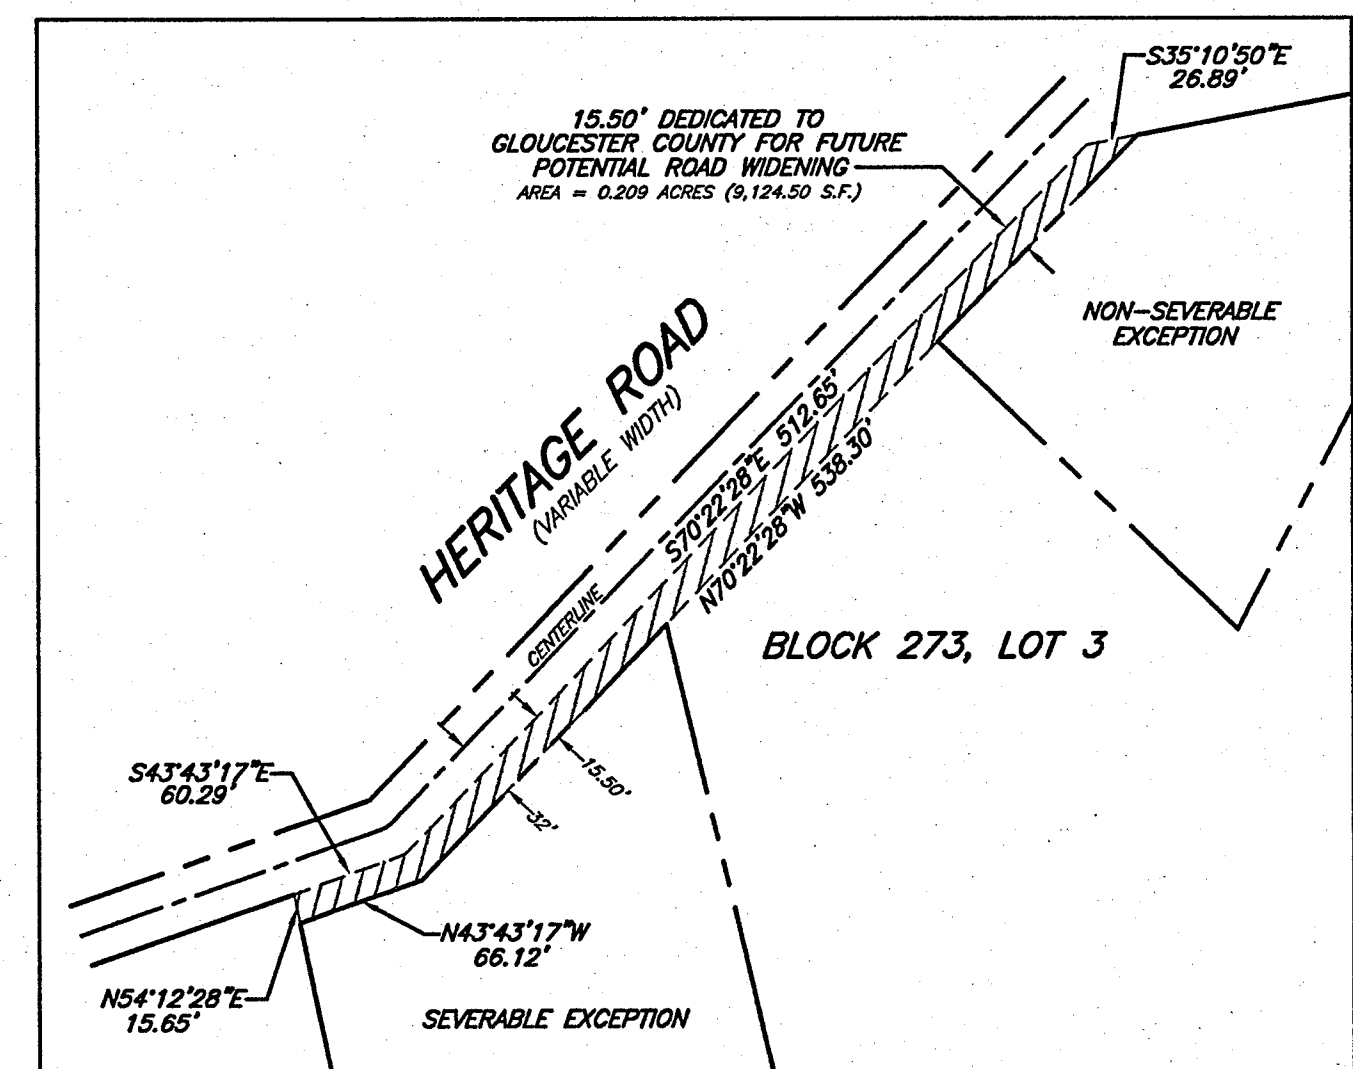 S35°10'50"E
26.89'
15.50' DEDICATED TO
GLOUCESTER COUNTY FOR FUTURE
POTENTIAL ROAD WIDENING
AREA = 0.209 ACRES (9,124.50 S.F.)
NON-SEVERABLE
EXCEPTION
HERITAGE ROAD
(VARIABLE WIDTH)
S70°22'28"E 512.65'
N70°22'28"W 538.30'
CENTERLINE
BLOCK 273, LOT 3
15.50'
32'
S43°43'17"E
60.29'
N43°43'17"W
66.12'
N54°12'28"E
15.65'
SEVERABLE EXCEPTION